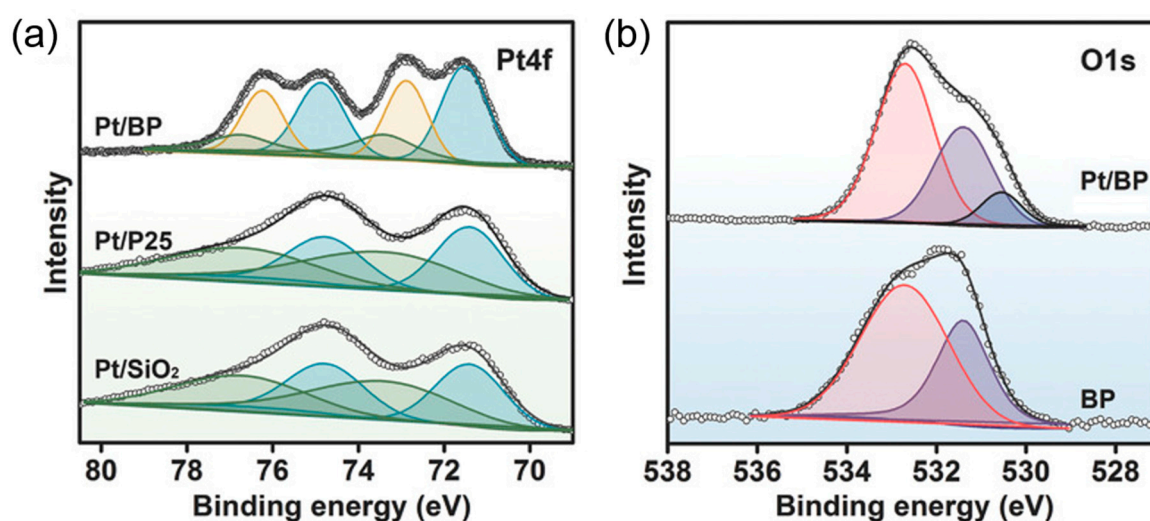 (a)
Pt4f
Pt/BP
Pt/P25
Pt/SiO₂
Intensity
80 78 76 74 72 70
Binding energy (eV)
(b)
O1s
Pt/BP
BP
Intensity
538 536 534 532 530 528
Binding energy (eV)